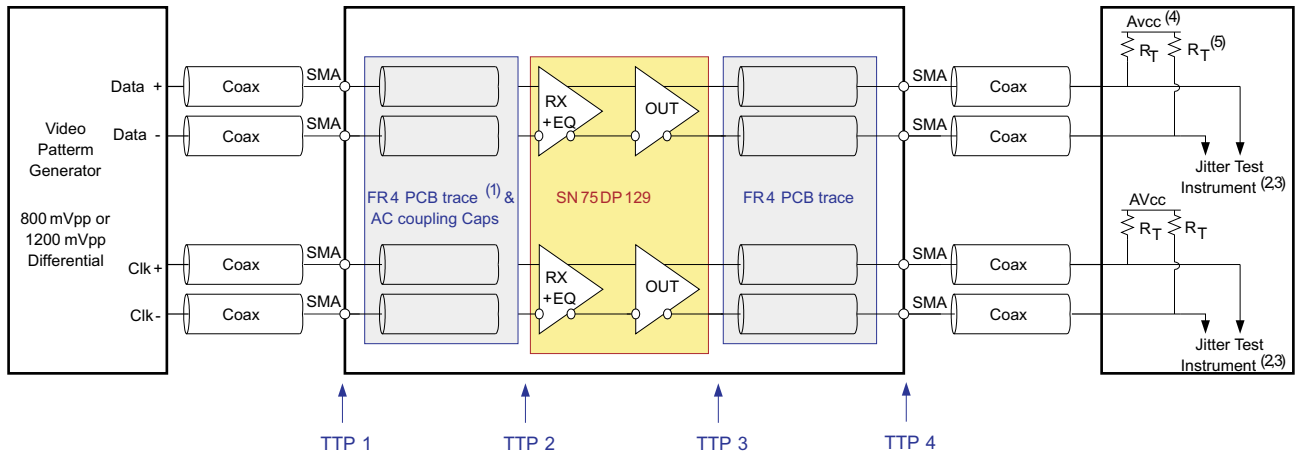 Video
Patterm
Generator
800 mVpp or
1200 mVpp
Differential
Data +
Data -
Clk +
Clk -
Coax
Coax
Coax
Coax
SMA
SMA
SMA
SMA
FR4 PCB trace (1) &
AC coupling Caps
RX
+EQ
OUT
SN75DP129
RX
+EQ
OUT
FR4 PCB trace
SMA
SMA
SMA
SMA
Coax
Coax
Coax
Coax
Avcc (4)
RT
RT (5)
Jitter Test
Instrument (2,3)
AVcc
RT
RT
Jitter Test
Instrument (2,3)
TTP 1
TTP 2
TTP 3
TTP 4